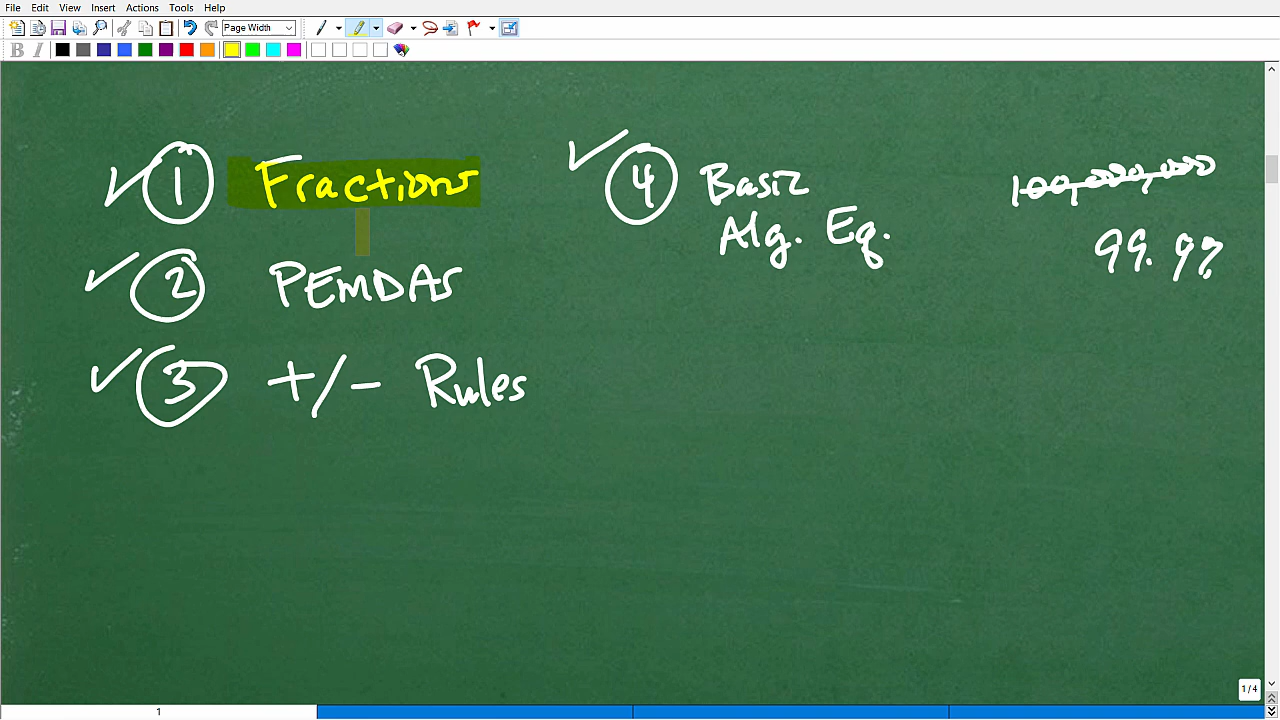 File Edit View Insert Actions Tools Help
Page Width
B I
1 Fractions
2 PEMDAS
3 +/- Rules
4 Basic
Alg. Eq.
100,000,000
99.9%
1/4
1